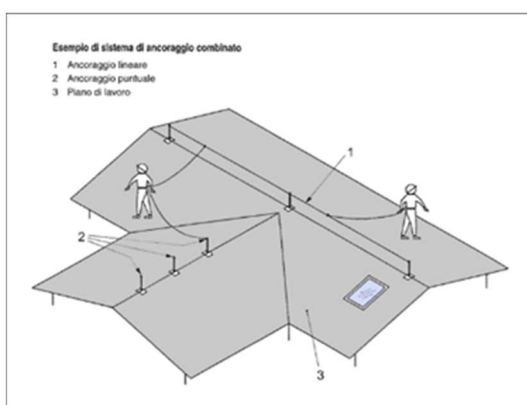 Esempio di sistema di ancoraggio combinato
1 Ancoraggio lineare
2 Ancoraggio puntuale
3 Piano di lavoro
1
2
3